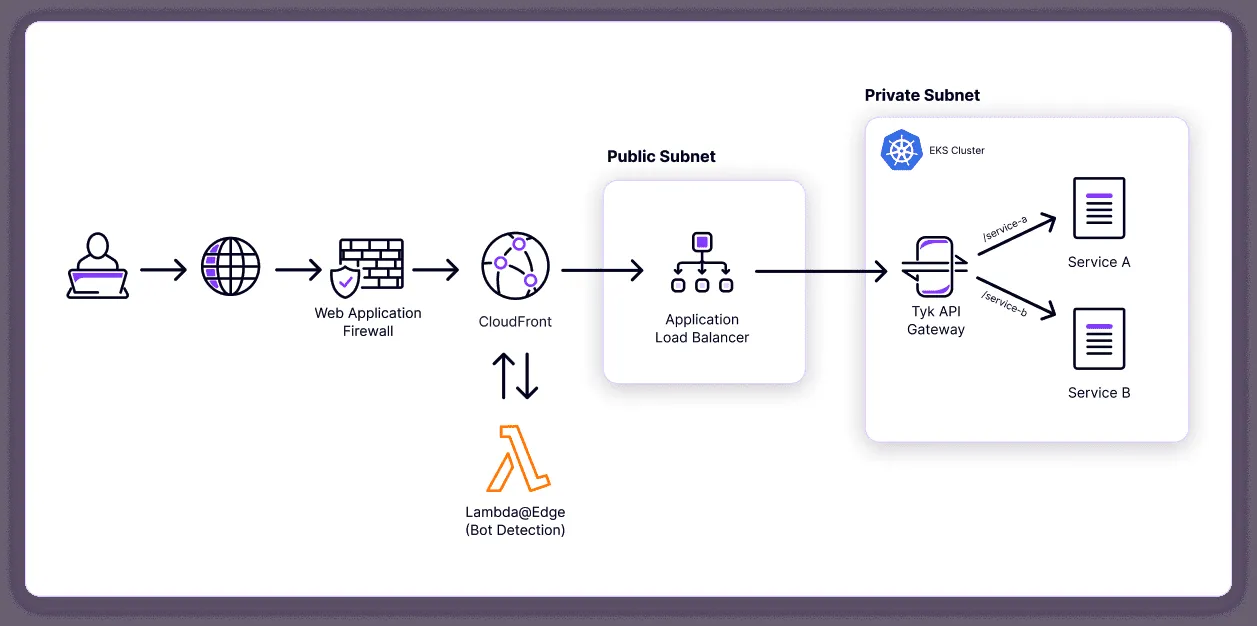 Private Subnet
EKS Cluster
Public Subnet
Web Application
Firewall
CloudFront
Application
Load Balancer
Tyk API
Gateway
/service-a
/service-b
Service A
Service B
Lambda@Edge
(Bot Detection)